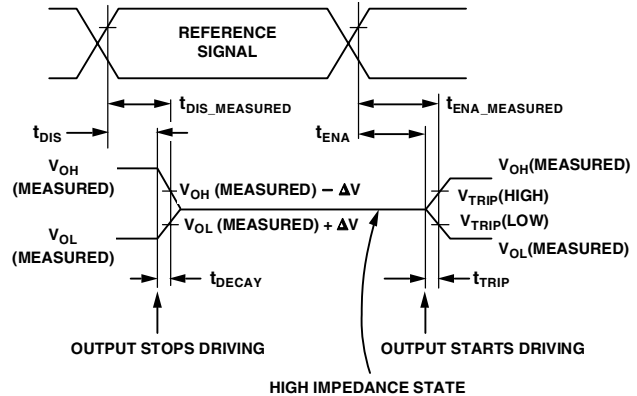 REFERENCE
SIGNAL
tDIS_MEASURED
tENA_MEASURED
tDIS
tENA
VOH
(MEASURED)
VOH (MEASURED) – ΔV
VOH(MEASURED)
VTRIP(HIGH)
VOL
(MEASURED)
VOL (MEASURED) + ΔV
VTRIP(LOW)
VOL(MEASURED)
tDECAY
tTRIP
OUTPUT STOPS DRIVING
OUTPUT STARTS DRIVING
HIGH IMPEDANCE STATE